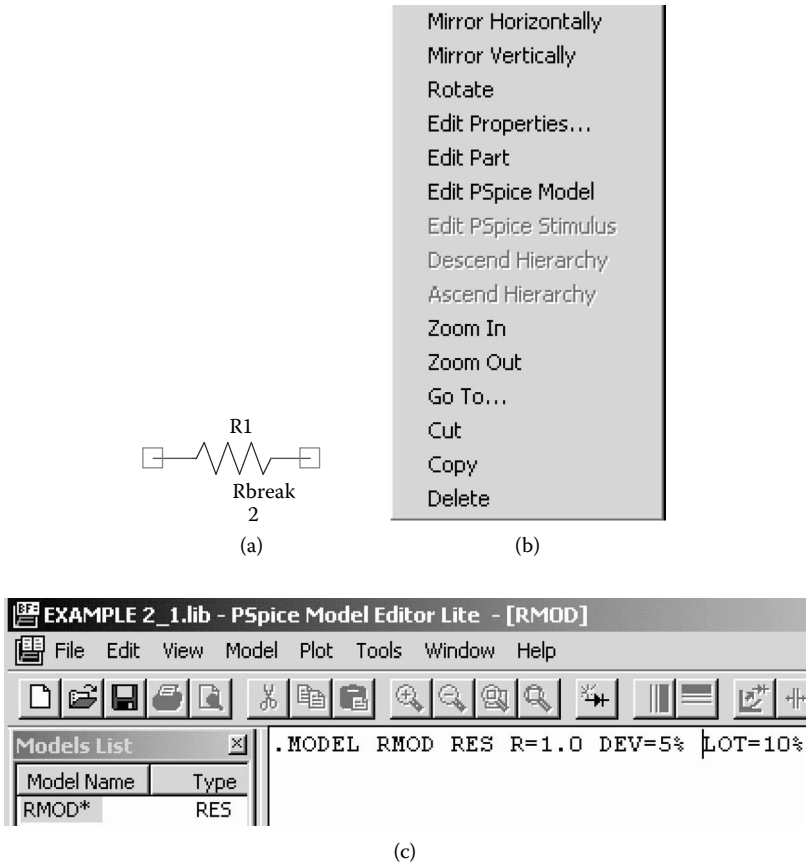 Mirror Horizontally
Mirror Vertically
Rotate
Edit Properties...
Edit Part
Edit PSpice Model
Edit PSpice Stimulus
Descend Hierarchy
Ascend Hierarchy
Zoom In
Zoom Out
Go To...
Cut
Copy
Delete
R1
Rbreak
2
(a)
(b)
EXAMPLE 2_1.lib - PSpice Model Editor Lite - [RMOD]
File Edit View Model Plot Tools Window Help
Models List
Model Name Type
RMOD* RES
.MODEL RMOD RES R=1.0 DEV=5% LOT=10%
(c)